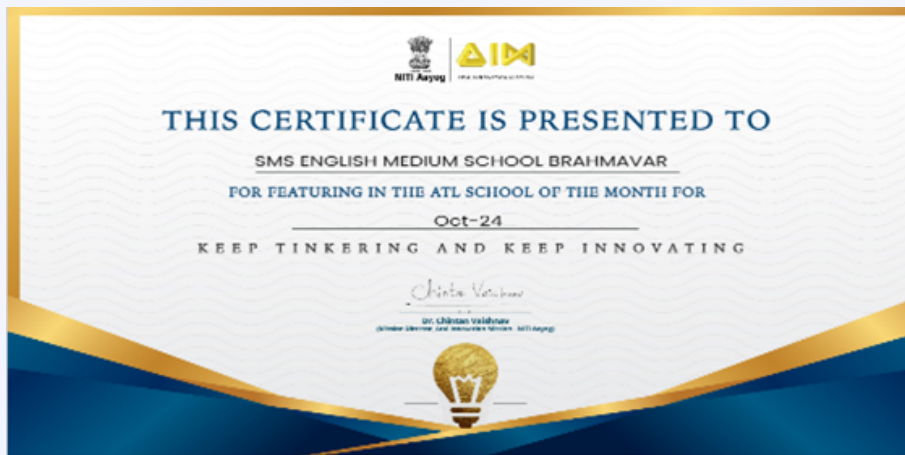 NITI Aayog
AIM
THIS CERTIFICATE IS PRESENTED TO
SMS ENGLISH MEDIUM SCHOOL BRAHMAVAR
FOR FEATURING IN THE ATL SCHOOL OF THE MONTH FOR
Oct-24
KEEP TINKERING AND KEEP INNOVATING
Dr. Chintan Vaishnav